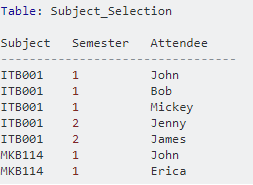 Table: Subject_Selection
Subject Semester Attendee
---------------------------------
ITB001 1 John
ITB001 1 Bob
ITB001 1 Mickey
ITB001 2 Jenny
ITB001 2 James
MKB114 1 John
MKB114 1 Erica